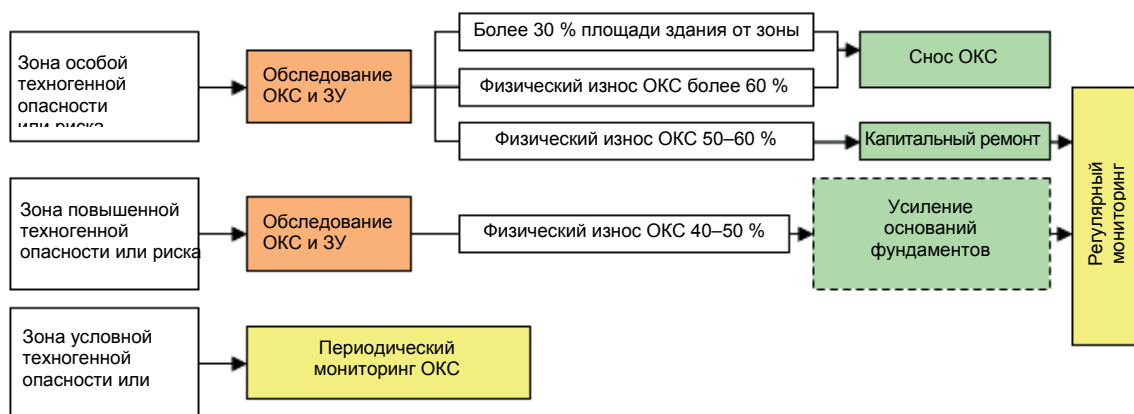 Зона особой
техногенной
опасности
или риска
Обследование
ОКС и ЗУ
Более 30 % площади здания от зоны
Физический износ ОКС более 60 %
Физический износ ОКС 50–60 %
Снос ОКС
Капитальный ремонт
Регулярный
мониторинг
Зона повышенной
техногенной
опасности или риска
Обследование
ОКС и ЗУ
Физический износ ОКС 40–50 %
Усиление
оснований
фундаментов
Зона условной
техногенной
опасности или
Периодический
мониторинг ОКС